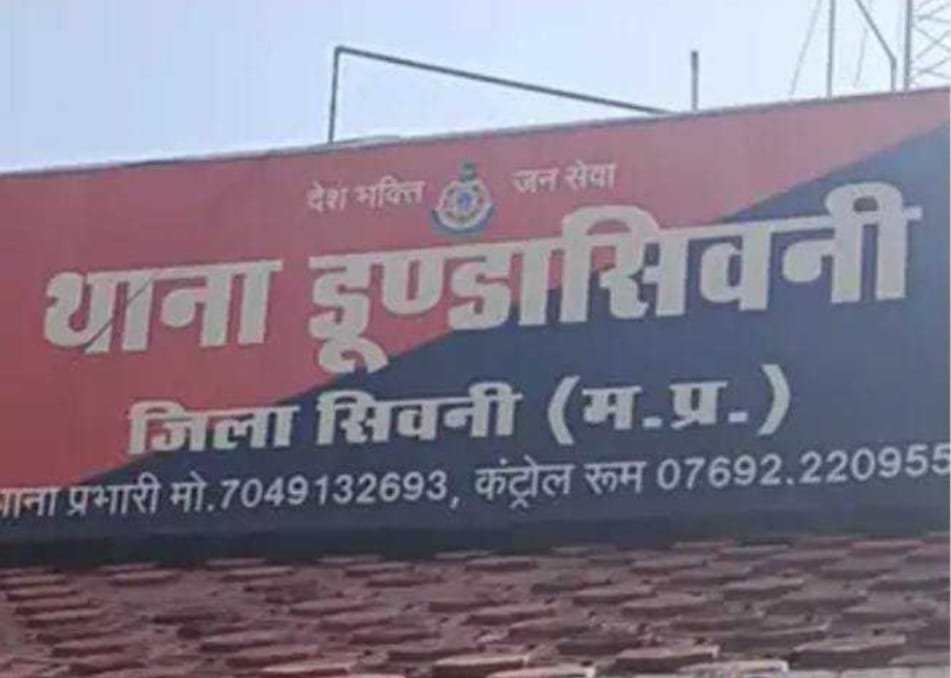 देश भक्ति जन सेवा
थाना डूण्डासिवनी
जिला सिवनी (म.प्र.)
थाना प्रभारी मो.7049132693, कंट्रोल रूम 07692.220955